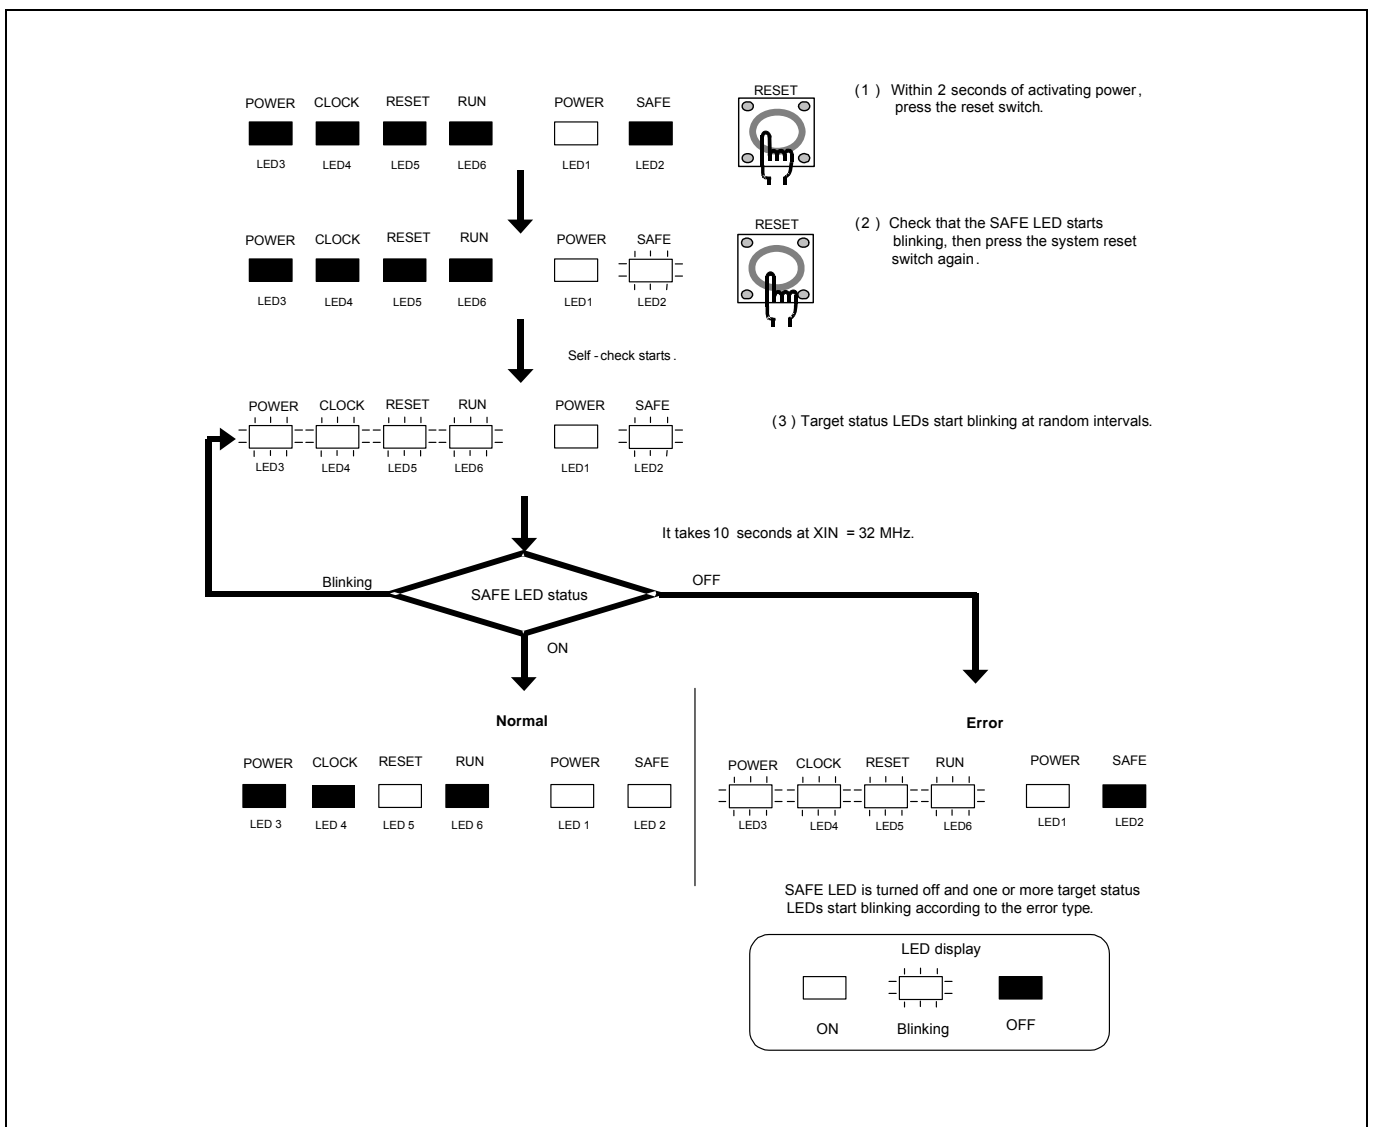 POWER CLOCK RESET RUN POWER SAFE
LED3 LED4 LED5 LED6 LED1 LED2
RESET
(1) Within 2 seconds of activating power,
press the reset switch.
POWER CLOCK RESET RUN POWER SAFE
LED3 LED4 LED5 LED6 LED1 LED2
RESET
(2) Check that the SAFE LED starts
blinking, then press the system reset
switch again.
Self-check starts.
POWER CLOCK RESET RUN POWER SAFE
LED3 LED4 LED5 LED6 LED1 LED2
(3) Target status LEDs start blinking at random intervals.
It takes 10 seconds at XIN = 32 MHz.
Blinking
SAFE LED status
OFF
ON
Normal
POWER CLOCK RESET RUN POWER SAFE
LED 3 LED 4 LED 5 LED 6 LED 1 LED 2
Error
POWER CLOCK RESET RUN POWER SAFE
LED3 LED4 LED5 LED6 LED1 LED2
SAFE LED is turned off and one or more target status
LEDs start blinking according to the error type.
LED display
ON Blinking OFF